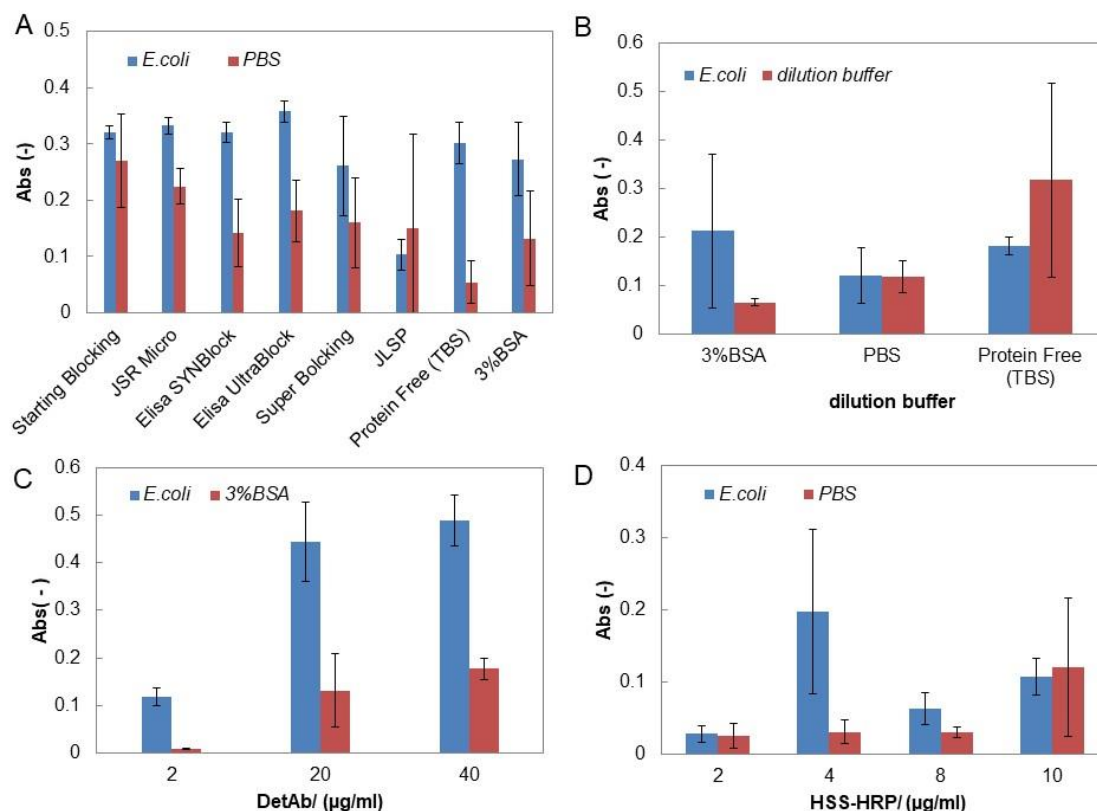 A
0.5
0.4
0.3
0.2
0.1
0
Abs (-)
E.coli PBS
Starting Blocking
JSR Micro
Elisa SYNBlock
Elisa UltraBlock
Super Bolcking
JLSP
Protein Free (TBS)
3%BSA
B
0.6
0.5
0.4
0.3
0.2
0.1
0
Abs (-)
E.coli dilution buffer
3%BSA PBS Protein Free
(TBS)
dilution buffer
C
0.6
0.5
0.4
0.3
0.2
0.1
0
Abs( - )
E.coli 3%BSA
2 20 40
DetAb/ (µg/ml)
D
0.4
0.3
0.2
0.1
0
Abs (-)
E.coli PBS
2 4 8 10
HSS-HRP/ (µg/ml)